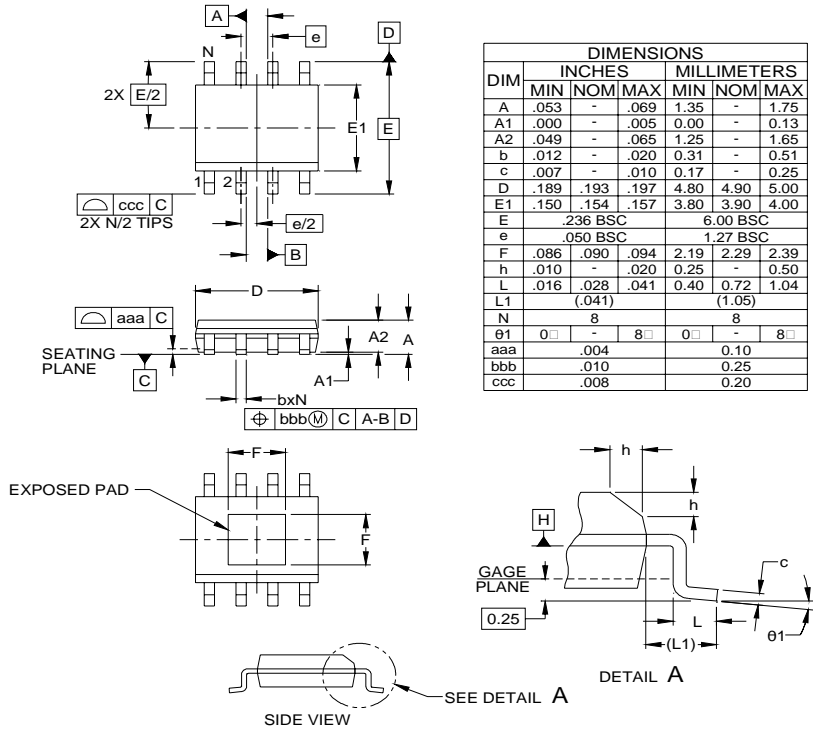 A
e
D
N
2X E/2
E1
E
1 2
ccc C
2X N/2 TIPS
e/2
B
D
aaa C
A2 A
SEATING
PLANE
C
A1
bxN
bbb Ⓜ C A-B D
F
EXPOSED PAD
F
SIDE VIEW
SEE DETAIL A
DIMENSIONS
DIM INCHES MILLIMETERS
MIN NOM MAX MIN NOM MAX
A .053 - .069 1.35 - 1.75
A1 .000 - .005 0.00 - 0.13
A2 .049 - .065 1.25 - 1.65
b .012 - .020 0.31 - 0.51
c .007 - .010 0.17 - 0.25
D .189 .193 .197 4.80 4.90 5.00
E1 .150 .154 .157 3.80 3.90 4.00
E .236 BSC 6.00 BSC
e .050 BSC 1.27 BSC
F .086 .090 .094 2.19 2.29 2.39
h .010 - .020 0.25 - 0.50
L .016 .028 .041 0.40 0.72 1.04
L1 (.041) (1.05)
N 8 8
θ1 0□ - 8□ 0□ - 8□
aaa .004 0.10
bbb .010 0.25
ccc .008 0.20
h
h
H
GAGE
PLANE
0.25
c
L
(L1)
θ1
DETAIL A